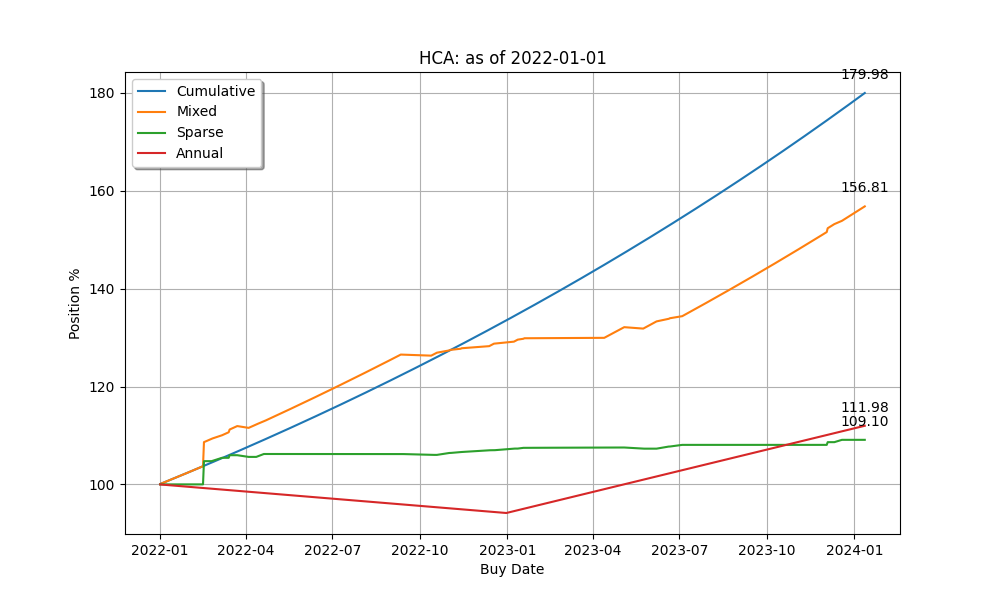 HCA: as of 2022-01-01
179.98
180
Cumulative
Mixed
Sparse
Annual
160
156.81
Position %
140
120
111.98
109.10
100
2022-01 2022-04 2022-07 2022-10 2023-01 2023-04 2023-07 2023-10 2024-01
Buy Date